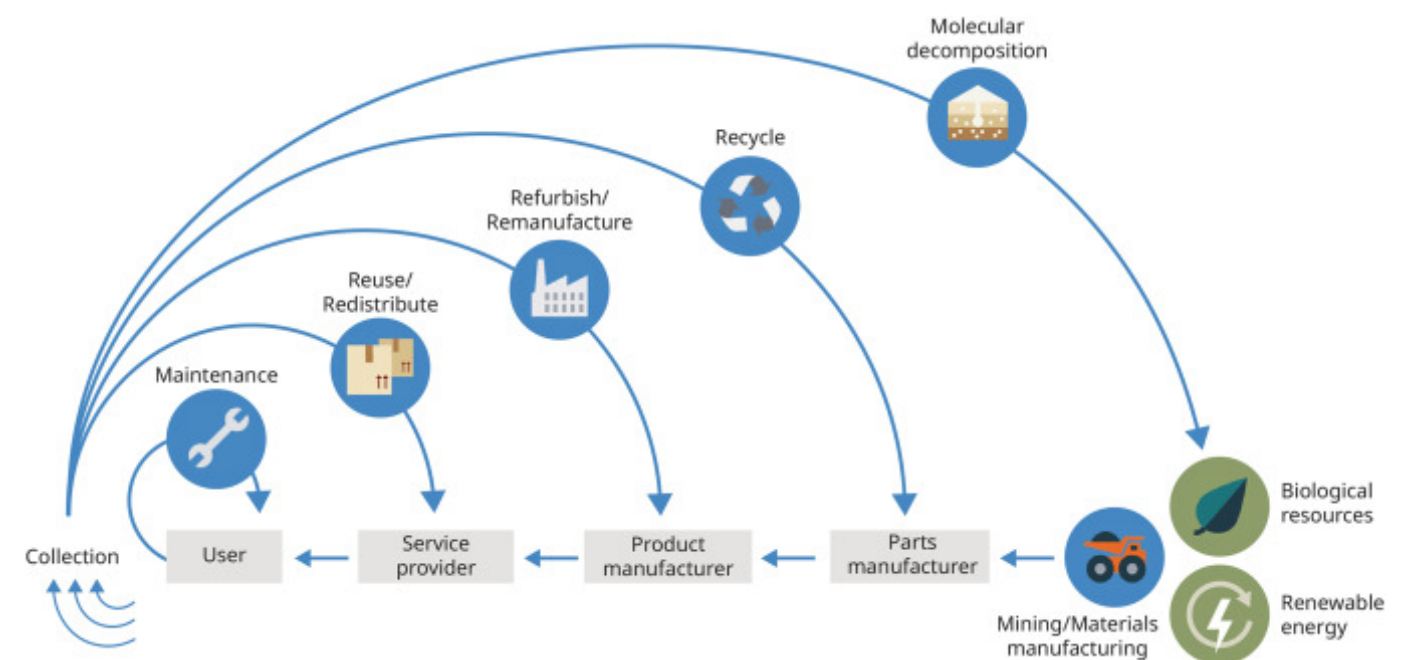 Molecular
decomposition
Recycle
Refurbish/
Remanufacture
Reuse/
Redistribute
Maintenance
Collection
User
Service
provider
Product
manufacturer
Parts
manufacturer
Mining/Materials
manufacturing
Biological
resources
Renewable
energy